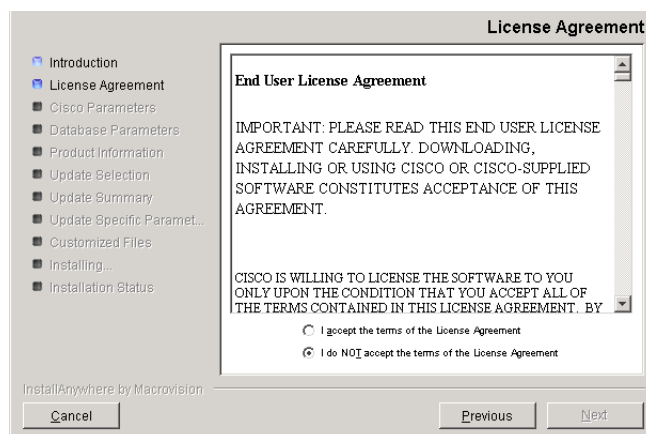 License Agreement
Introduction
License Agreement
Cisco Parameters
Database Parameters
Product Information
Update Selection
Update Summary
Update Specific Paramet...
Customized Files
Installing...
Installation Status
End User License Agreement
IMPORTANT: PLEASE READ THIS END USER LICENSE
AGREEMENT CAREFULLY. DOWNLOADING,
INSTALLING OR USING CISCO OR CISCO-SUPPLIED
SOFTWARE CONSTITUTES ACCEPTANCE OF THIS
AGREEMENT.
CISCO IS WILLING TO LICENSE THE SOFTWARE TO YOU
ONLY UPON THE CONDITION THAT YOU ACCEPT ALL OF
THE TERMS CONTAINED IN THIS LICENSE AGREEMENT. BY
I accept the terms of the License Agreement
I do NOT accept the terms of the License Agreement
InstallAnywhere by Macrovision
Cancel
Previous
Next